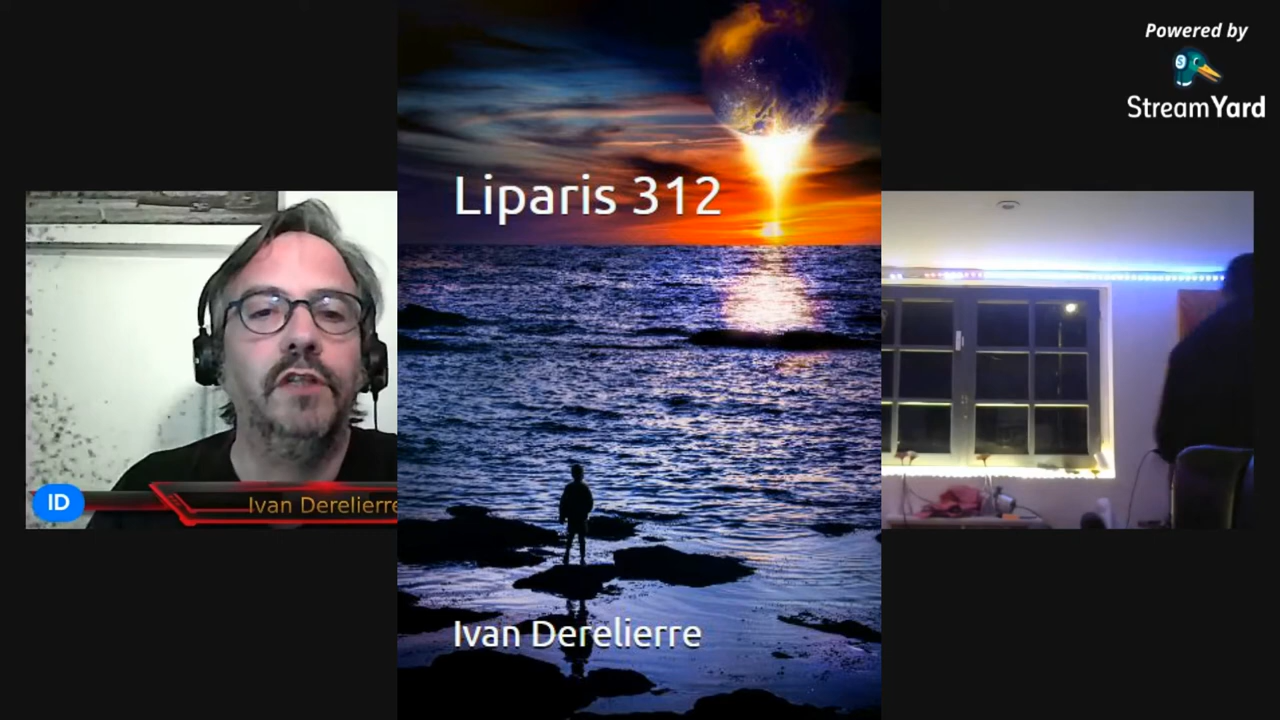 Powered by
StreamYard
Liparis 312
ID
Ivan Derelierre
Ivan Derelierre